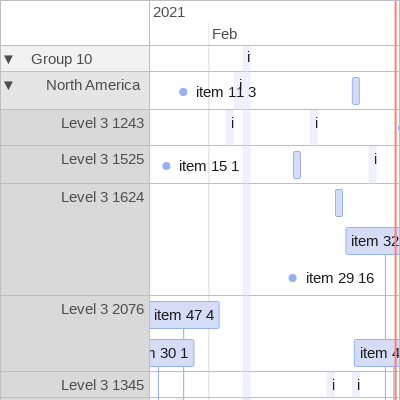 2021
Feb
▼ Group 10
i
▼ North America
i
item 11 3
Level 3 1243
i
i
Level 3 1525
item 15 1
i
Level 3 1624
item 32
item 29 16
Level 3 2076
item 47 4
30 1
item 4
Level 3 1345
i
i